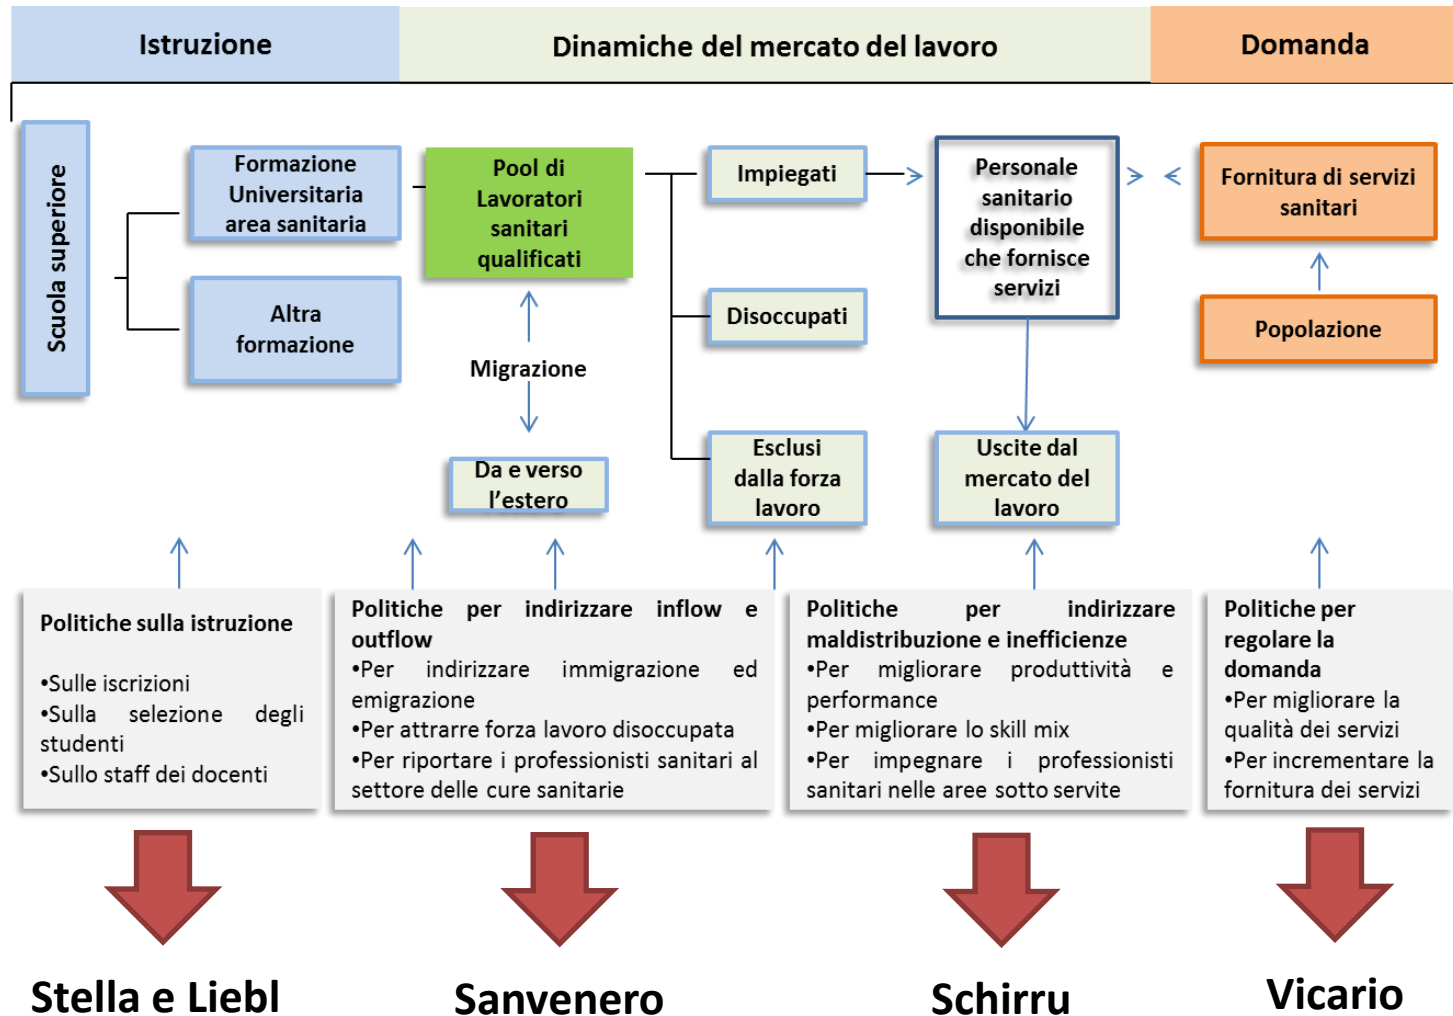 Istruzione
Dinamiche del mercato del lavoro
Domanda
Scuola superiore
Formazione
Universitaria
area sanitaria
Altra
formazione
Pool di
Lavoratori
sanitari
qualificati
Migrazione
Da e verso
l’estero
Impiegati
Disoccupati
Esclusi
dalla forza
lavoro
Personale
sanitario
disponibile
che fornisce
servizi
Uscite dal
mercato del
lavoro
Fornitura di servizi
sanitari
Popolazione
Politiche sulla istruzione
•Sulle iscrizioni
•Sulla selezione degli
studenti
•Sullo staff dei docenti
Politiche per indirizzare inflow e
outflow
•Per indirizzare immigrazione ed
emigrazione
•Per attrarre forza lavoro disoccupata
•Per riportare i professionisti sanitari al
settore delle cure sanitarie
Politiche per indirizzare
maldistribuzione e inefficienze
•Per migliorare produttività e
performance
•Per migliorare lo skill mix
•Per impegnare i professionisti
sanitari nelle aree sotto servite
Politiche per
regolare la
domanda
•Per migliorare la
qualità dei servizi
•Per incrementare la
fornitura dei servizi
Stella e Liebl
Sanvenero
Schirru
Vicario